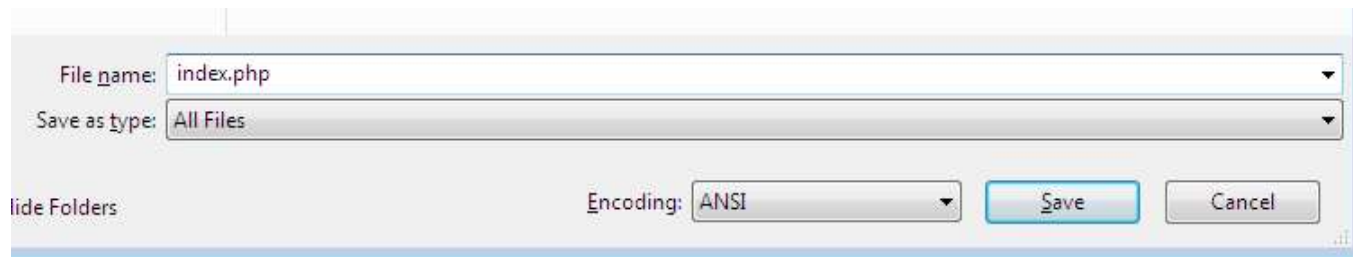 File name: index.php
Save as type: All Files
lide Folders Encoding: ANSI Save Cancel